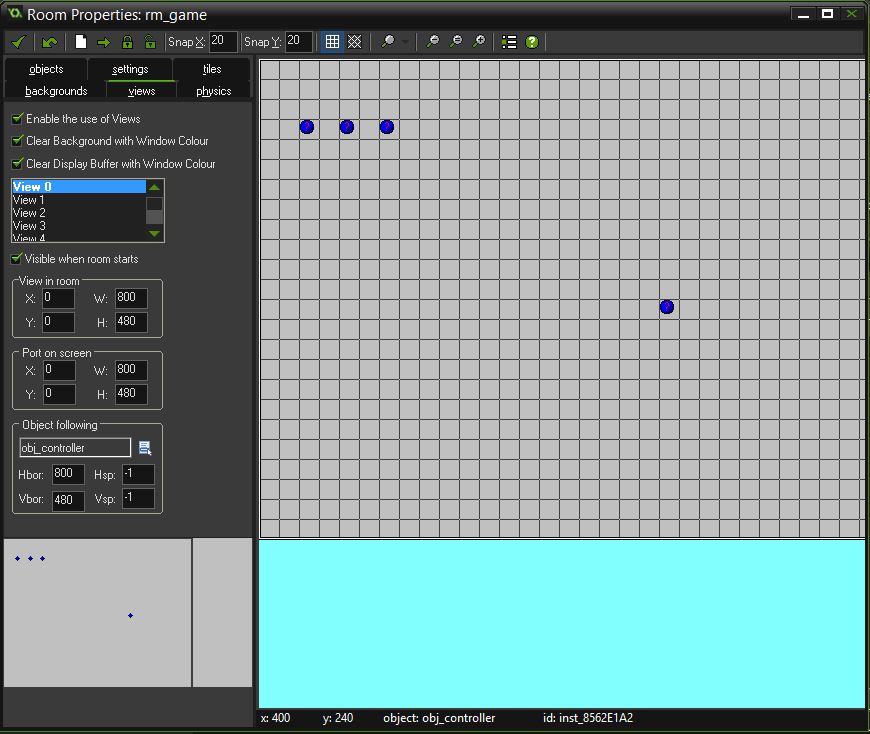 Room Properties: rm_game
Snap X: 20 Snap Y: 20
objects settings tiles
backgrounds views physics
Enable the use of Views
Clear Background with Window Colour
Clear Display Buffer with Window Colour
View 0
View 1
View 2
View 3
View 4
Visible when room starts
View in room
X: 0 W: 800
Y: 0 H: 480
Port on screen
X: 0 W: 800
Y: 0 H: 480
Object following
obj_controller
Hbor: 800 Hsp: -1
Vbor: 480 Vsp: -1
x: 400 y: 240 object: obj_controller id: inst_8562E1A2